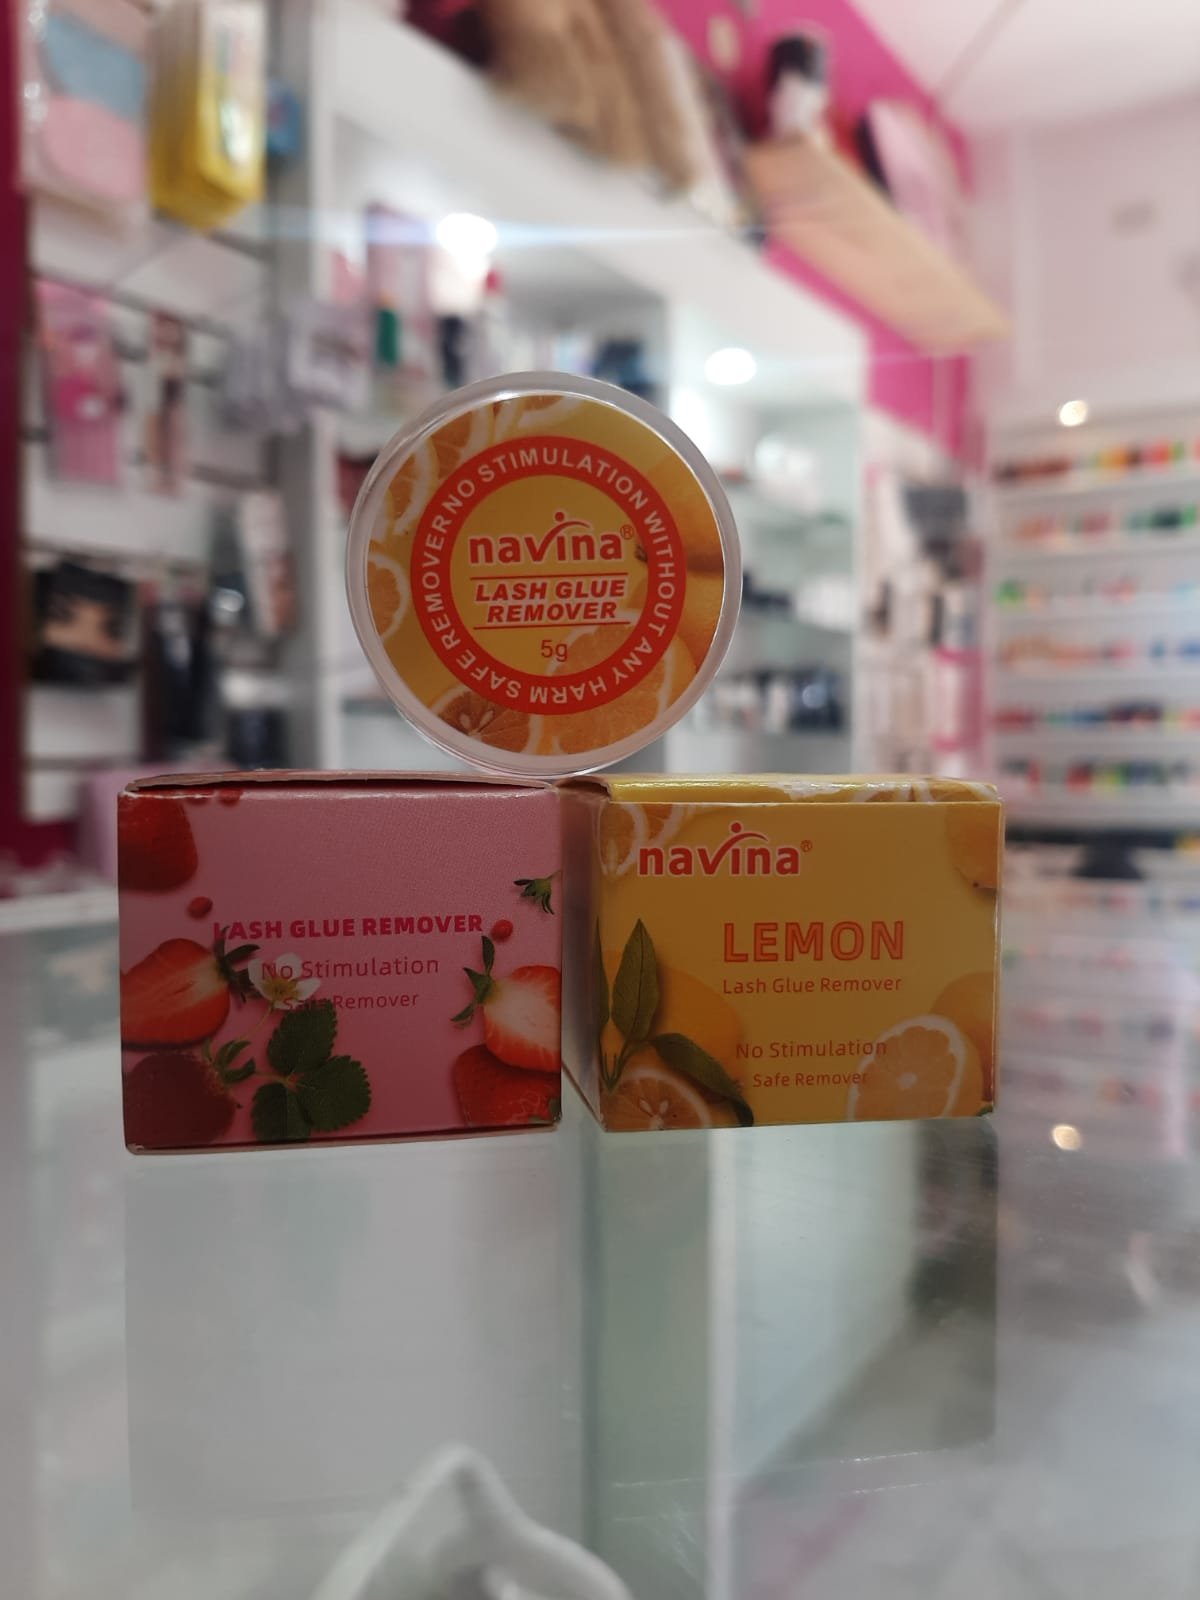 NO STIMULATION WITHOUT ANY HARM SAFE REMOVER
navina®
LASH GLUE
REMOVER
5g
LASH GLUE REMOVER
No Stimulation
Safe Remover
navina®
LEMON
Lash Glue Remover
No Stimulation
Safe Remover